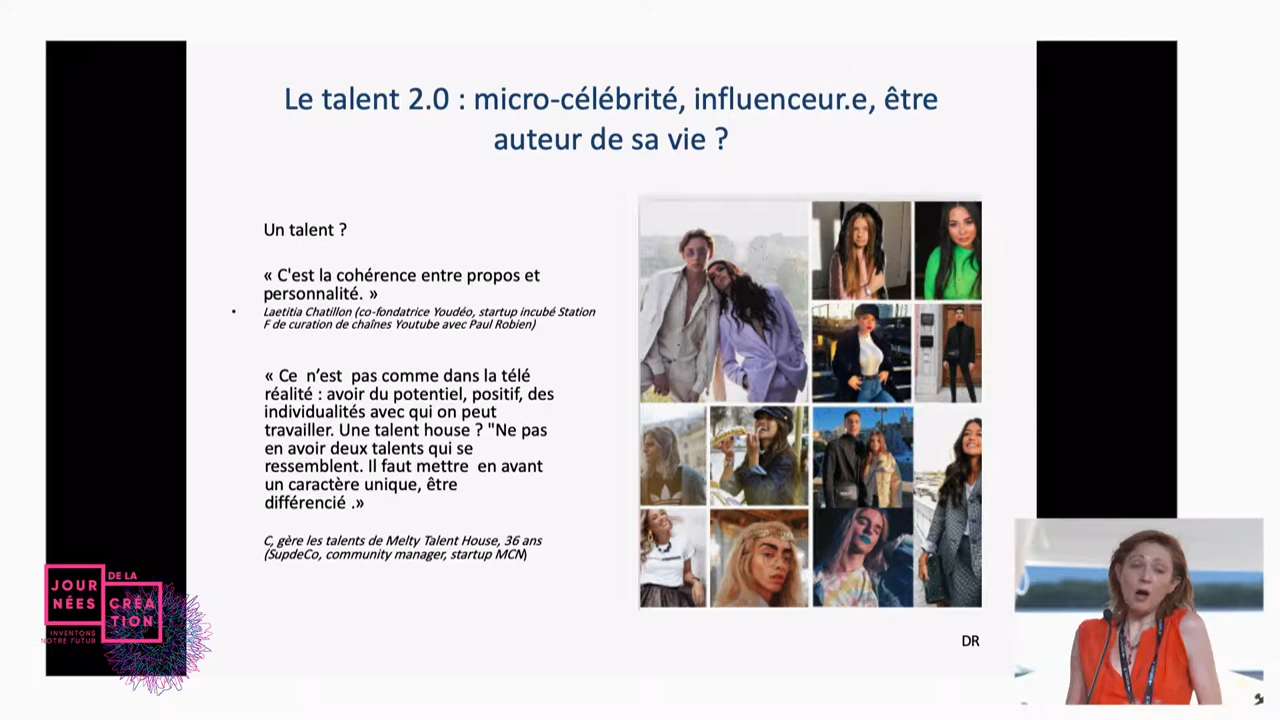 Le talent 2.0 : micro-célébrité, influenceur.e, être
auteur de sa vie ?
Un talent ?
« C'est la cohérence entre propos et
personnalité. »
• Laetitia Chatillon (co-fondatrice Youdéo, startup incubé Station
F de curation de chaînes Youtube avec Paul Robien)
« Ce n’est pas comme dans la télé
réalité : avoir du potentiel, positif, des
individualités avec qui on peut
travailler. Une talent house ? "Ne pas
en avoir deux talents qui se
ressemblent. Il faut mettre en avant
un caractère unique, être
différencié .»
C, gère les talents de Melty Talent House, 36 ans
(SupdeCo, community manager, startup MCN)
DR
JOUR
NÉES
DE LA
CRÉA
TION
INVENTONS
NOTRE FUTUR